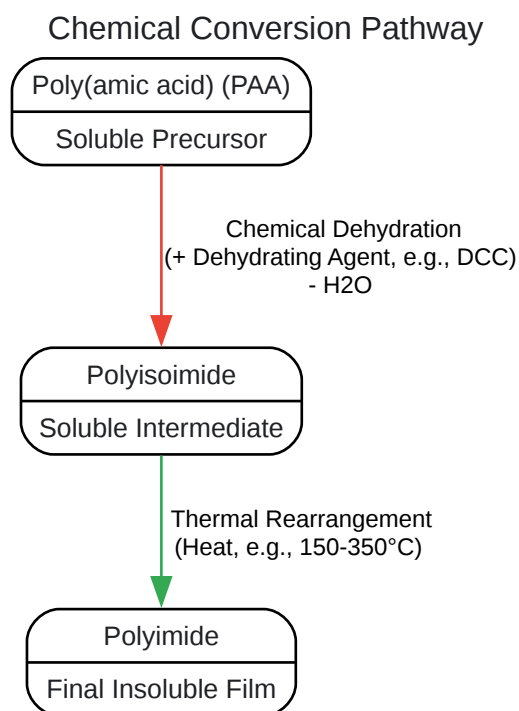 Chemical Conversion Pathway
Poly(amic acid) (PAA)
Soluble Precursor
Chemical Dehydration
(+ Dehydrating Agent, e.g., DCC)
- H2O
Polyisoimide
Soluble Intermediate
Thermal Rearrangement
(Heat, e.g., 150-350°C)
Polyimide
Final Insoluble Film